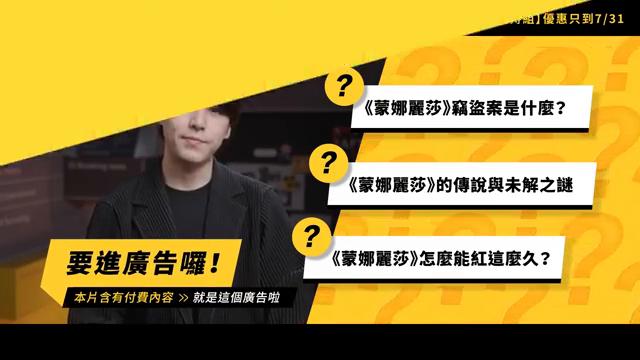 組】優惠只到7/31
《蒙娜麗莎》竊盜案是什麼？
《蒙娜麗莎》的傳說與未解之謎
《蒙娜麗莎》怎麼能紅這麼久？
要進廣告囉！
本片含有付費內容 >> 就是這個廣告啦